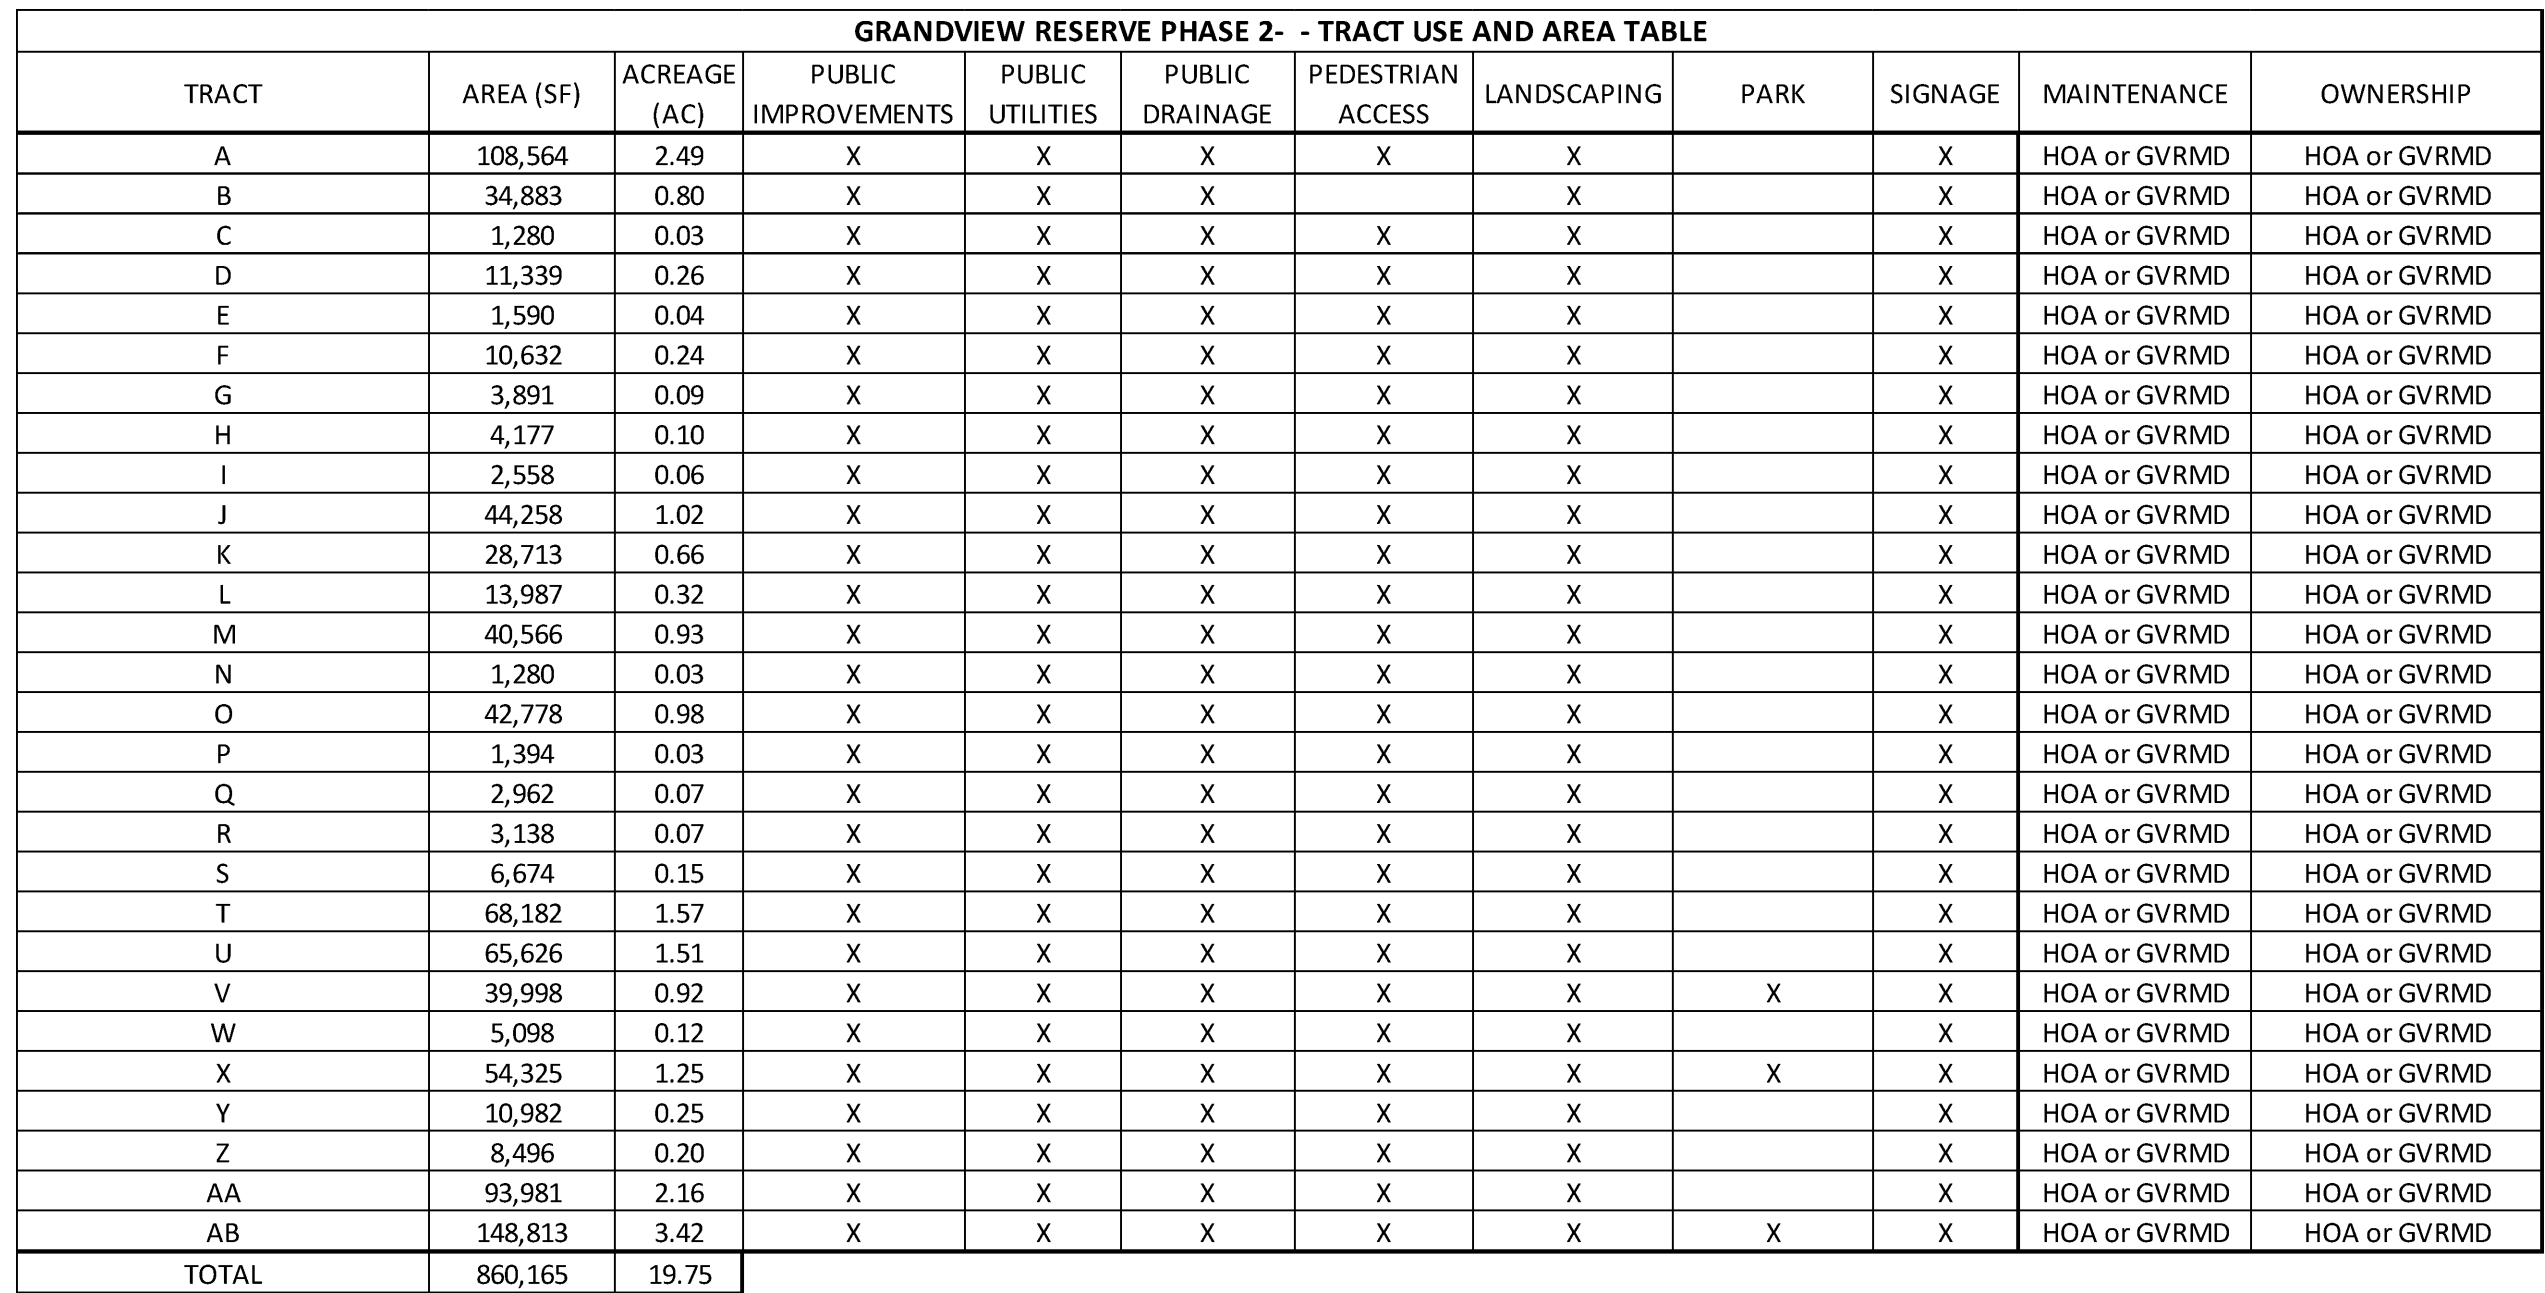 GRANDVIEW RESERVE PHASE 2-  - TRACT USE AND AREA TABLE
TRACT AREA (SF) ACREAGE (AC) PUBLIC IMPROVEMENTS PUBLIC UTILITIES PUBLIC DRAINAGE PEDESTRIAN ACCESS LANDSCAPING PARK SIGNAGE MAINTENANCE OWNERSHIP
A 108,564 2.49 X X X X X X HOA or GVRMD HOA or GVRMD
B 34,883 0.80 X X X X X HOA or GVRMD HOA or GVRMD
C 1,280 0.03 X X X X X X HOA or GVRMD HOA or GVRMD
D 11,339 0.26 X X X X X X HOA or GVRMD HOA or GVRMD
E 1,590 0.04 X X X X X X HOA or GVRMD HOA or GVRMD
F 10,632 0.24 X X X X X X HOA or GVRMD HOA or GVRMD
G 3,891 0.09 X X X X X X HOA or GVRMD HOA or GVRMD
H 4,177 0.10 X X X X X X HOA or GVRMD HOA or GVRMD
I 2,558 0.06 X X X X X X HOA or GVRMD HOA or GVRMD
J 44,258 1.02 X X X X X X HOA or GVRMD HOA or GVRMD
K 28,713 0.66 X X X X X X HOA or GVRMD HOA or GVRMD
L 13,987 0.32 X X X X X X HOA or GVRMD HOA or GVRMD
M 40,566 0.93 X X X X X X HOA or GVRMD HOA or GVRMD
N 1,280 0.03 X X X X X X HOA or GVRMD HOA or GVRMD
O 42,778 0.98 X X X X X X HOA or GVRMD HOA or GVRMD
P 1,394 0.03 X X X X X X HOA or GVRMD HOA or GVRMD
Q 2,962 0.07 X X X X X X HOA or GVRMD HOA or GVRMD
R 3,138 0.07 X X X X X X HOA or GVRMD HOA or GVRMD
S 6,674 0.15 X X X X X X HOA or GVRMD HOA or GVRMD
T 68,182 1.57 X X X X X X HOA or GVRMD HOA or GVRMD
U 65,626 1.51 X X X X X X HOA or GVRMD HOA or GVRMD
V 39,998 0.92 X X X X X X X HOA or GVRMD HOA or GVRMD
W 5,098 0.12 X X X X X X HOA or GVRMD HOA or GVRMD
X 54,325 1.25 X X X X X X X HOA or GVRMD HOA or GVRMD
Y 10,982 0.25 X X X X X X HOA or GVRMD HOA or GVRMD
Z 8,496 0.20 X X X X X X HOA or GVRMD HOA or GVRMD
AA 93,981 2.16 X X X X X X HOA or GVRMD HOA or GVRMD
AB 148,813 3.42 X X X X X X X HOA or GVRMD HOA or GVRMD
TOTAL 860,165 19.75